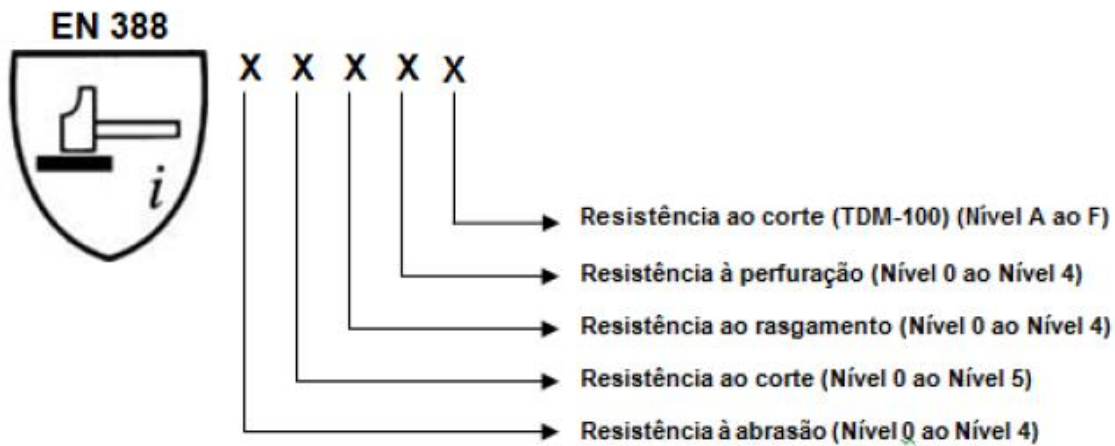 EN 388
X X X X X
i
Resistência ao corte (TDM-100) (Nível A ao F)
Resistência à perfuração (Nível 0 ao Nível 4)
Resistência ao rasgamento (Nível 0 ao Nível 4)
Resistência ao corte (Nível 0 ao Nível 5)
Resistência à abrasão (Nível 0 ao Nível 4)